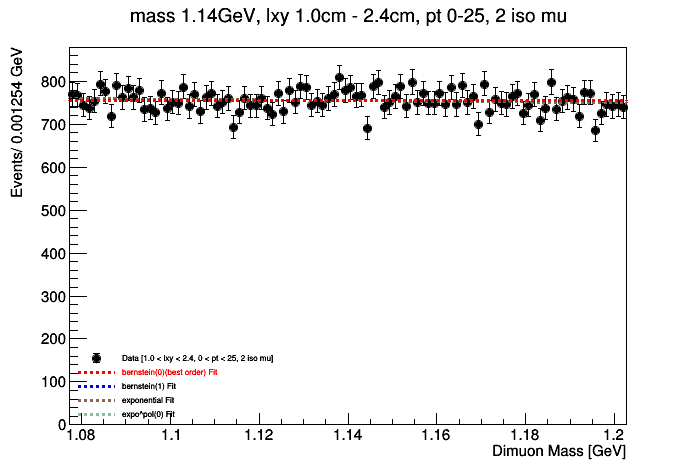 mass 1.14GeV, lxy 1.0cm - 2.4cm, pt 0-25, 2 iso mu
Events/ 0.001254 GeV
800
700
600
500
400
300
200
100
0
Data [1.0 < lxy < 2.4, 0 < pt < 25, 2 iso mu]
bernstein(0)(best order) Fit
bernstein(1) Fit
exponential Fit
expo^pol(0) Fit
1.08 1.1 1.12 1.14 1.16 1.18 1.2
Dimuon Mass [GeV]